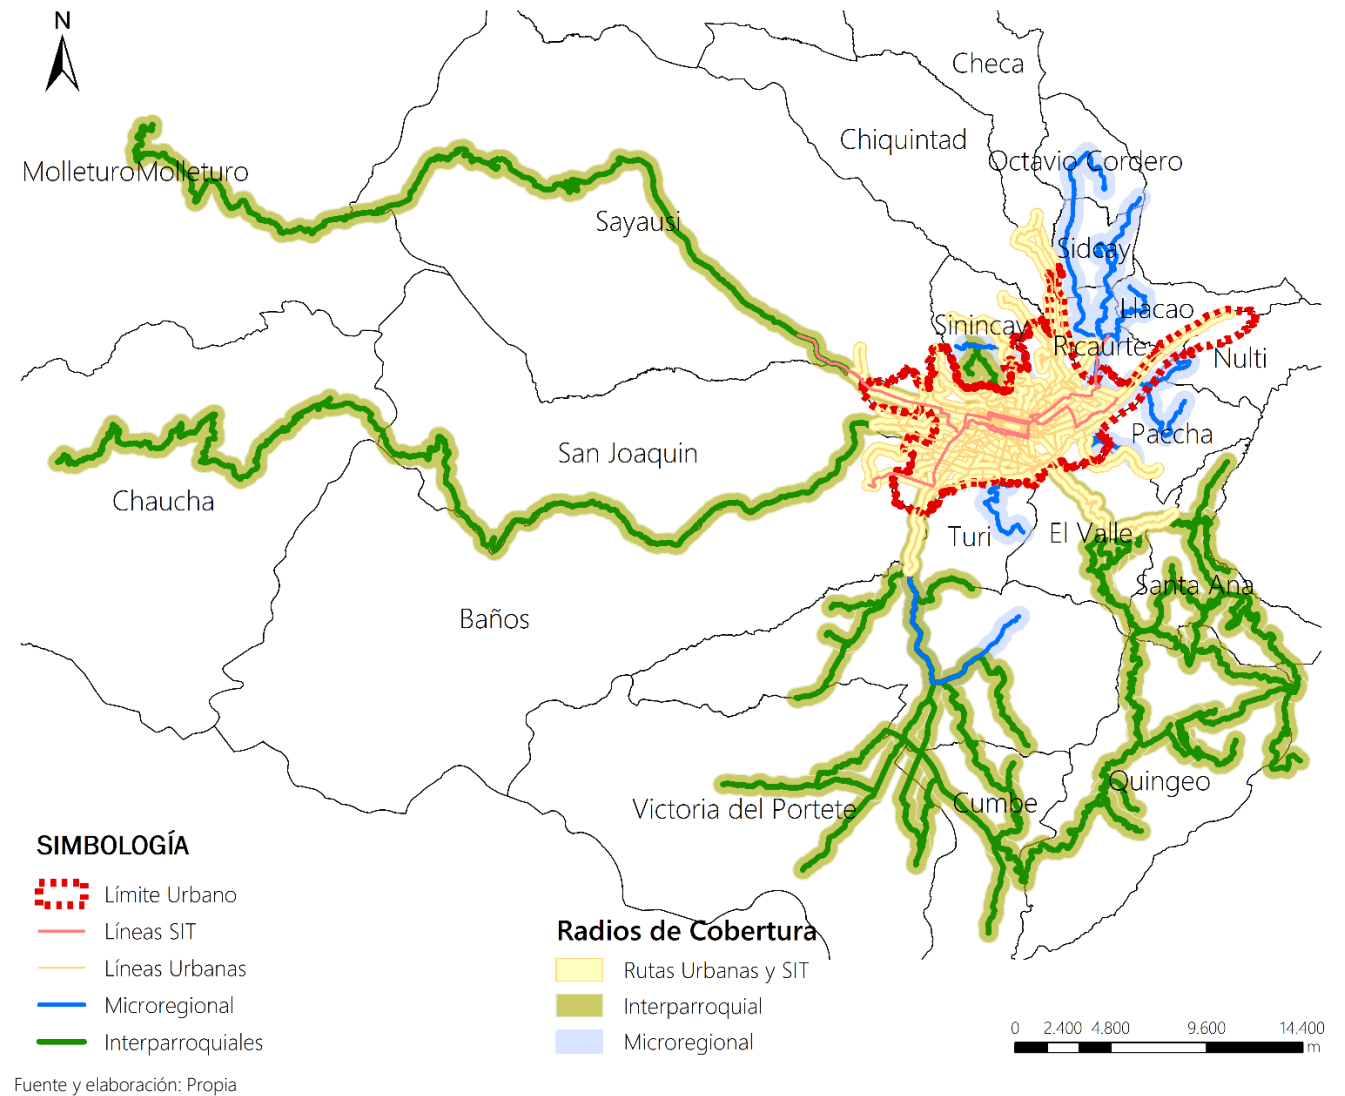 N
Checa
Chiquintad
Octavio Cordero
MolleturoMolleturo
Sayausi
Sidcay
Llacao
Sinincay
Ricaurte
Nulti
San Joaquin
Paccha
Chaucha
Turi
El Valle
Santa Ana
Baños
Quingeo
Victoria del Portete
Cumbe
SIMBOLOGÍA
Límite Urbano
Líneas SIT
Líneas Urbanas
Microregional
Interparroquiales
Radios de Cobertura
Rutas Urbanas y SIT
Interparroquial
Microregional
0 2.400 4.800 9.600 14.400
m
Fuente y elaboración: Propia